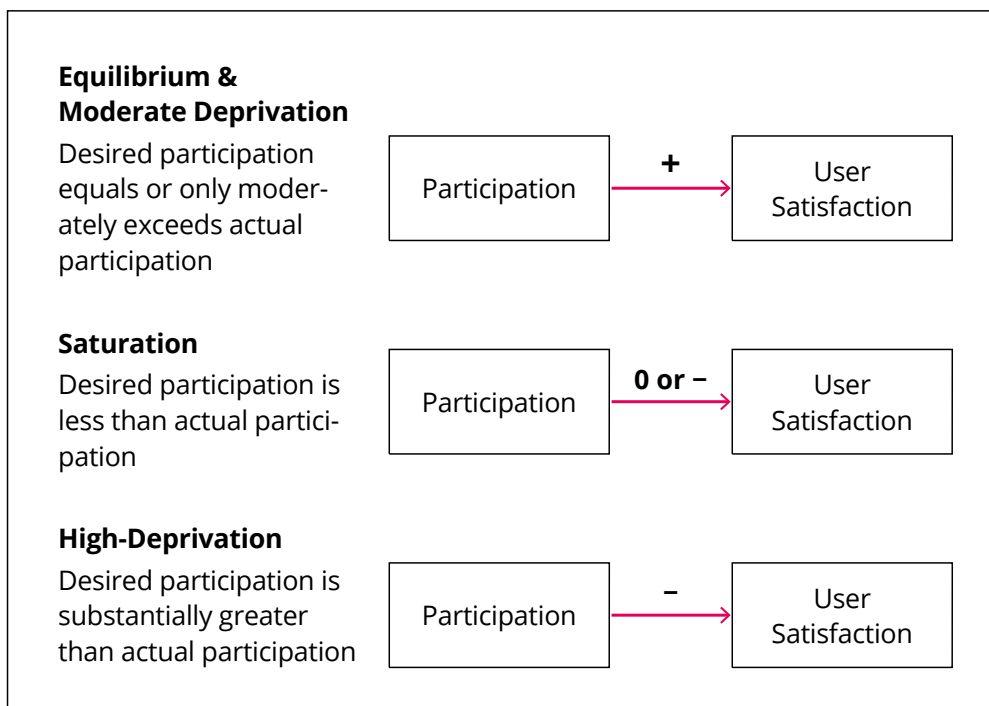 Equilibrium &
Moderate Deprivation
Desired participation
equals or only moder-
ately exceeds actual
participation
Participation
+
User
Satisfaction
Saturation
Desired participation is
less than actual partici-
pation
Participation
0 or –
User
Satisfaction
High-Deprivation
Desired participation is
substantially greater
than actual participation
Participation
–
User
Satisfaction